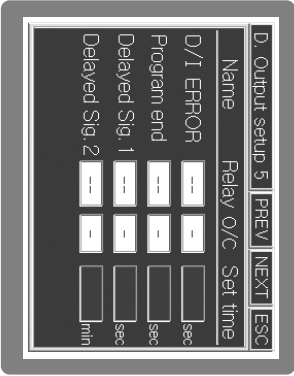 D. Output setup 5 PREV NEXT ESC
Name Relay O/C Set time
D/I ERROR -- - sec
Program end -- - sec
Delayed Sig. 1 -- - sec
Delayed Sig. 2 -- - min